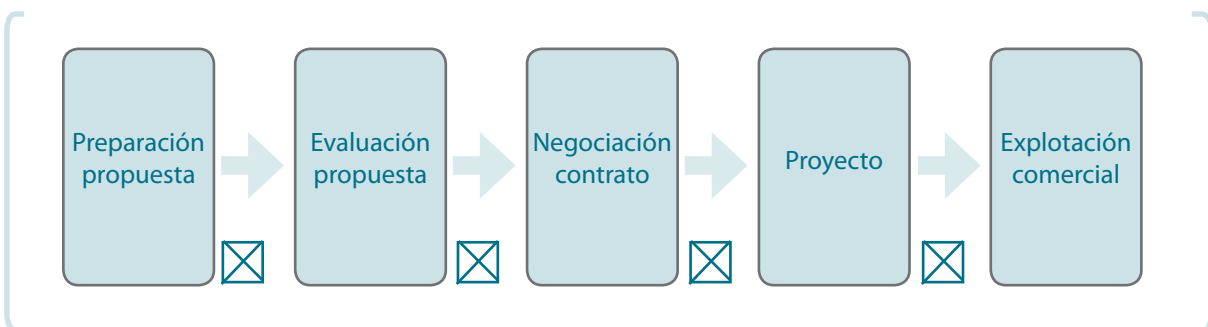 Preparación
propuesta
Evaluación
propuesta
Negociación
contrato
Proyecto
Explotación
comercial